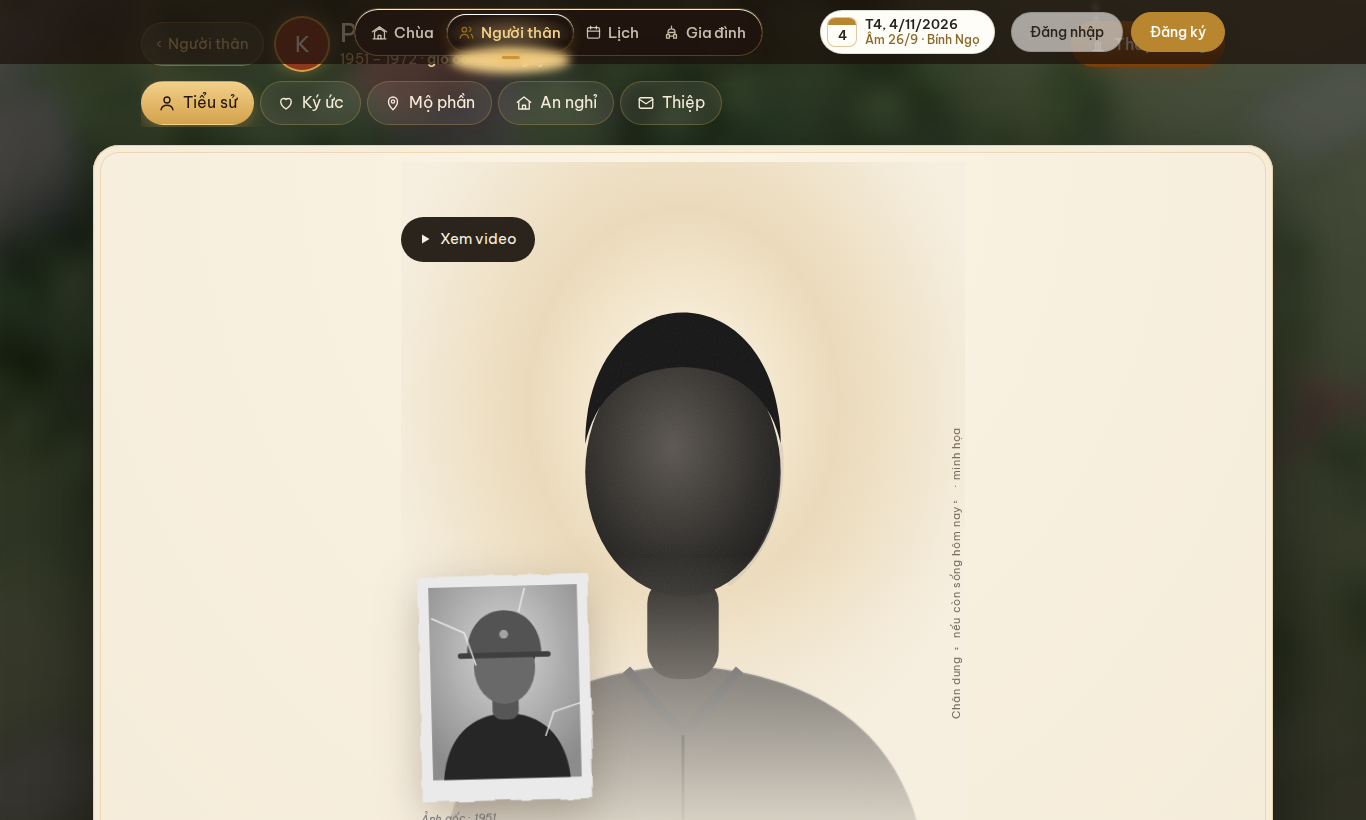 Chùa
Người thân
Lịch
Gia đình
4
T4, 4/11/2026
Âm 26/9 · Bính Ngọ
Đăng nhập
Đăng ký
‹ Người thân
K
1951 – 1972 ·
Tiểu sử
Ký ức
Mộ phần
An nghỉ
Thiệp
Xem video
Chân dung " nếu còn sống hôm nay " · minh họa
Ảnh gốc · 1951